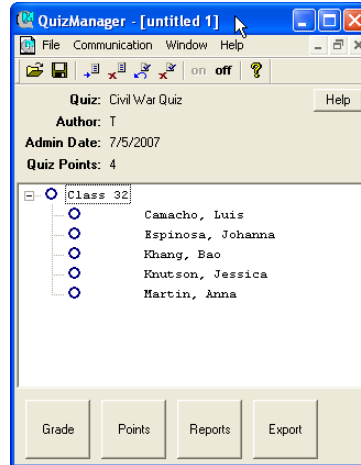 QuizManager - [untitled 1]
File Communication Window Help
on off ?
Quiz: Civil War Quiz Help
Author: T
Admin Date: 7/5/2007
Quiz Points: 4
Class 32
Camacho, Luis
Espinosa, Johanna
Khang, Bao
Knutson, Jessica
Martin, Anna
Grade Points Reports Export